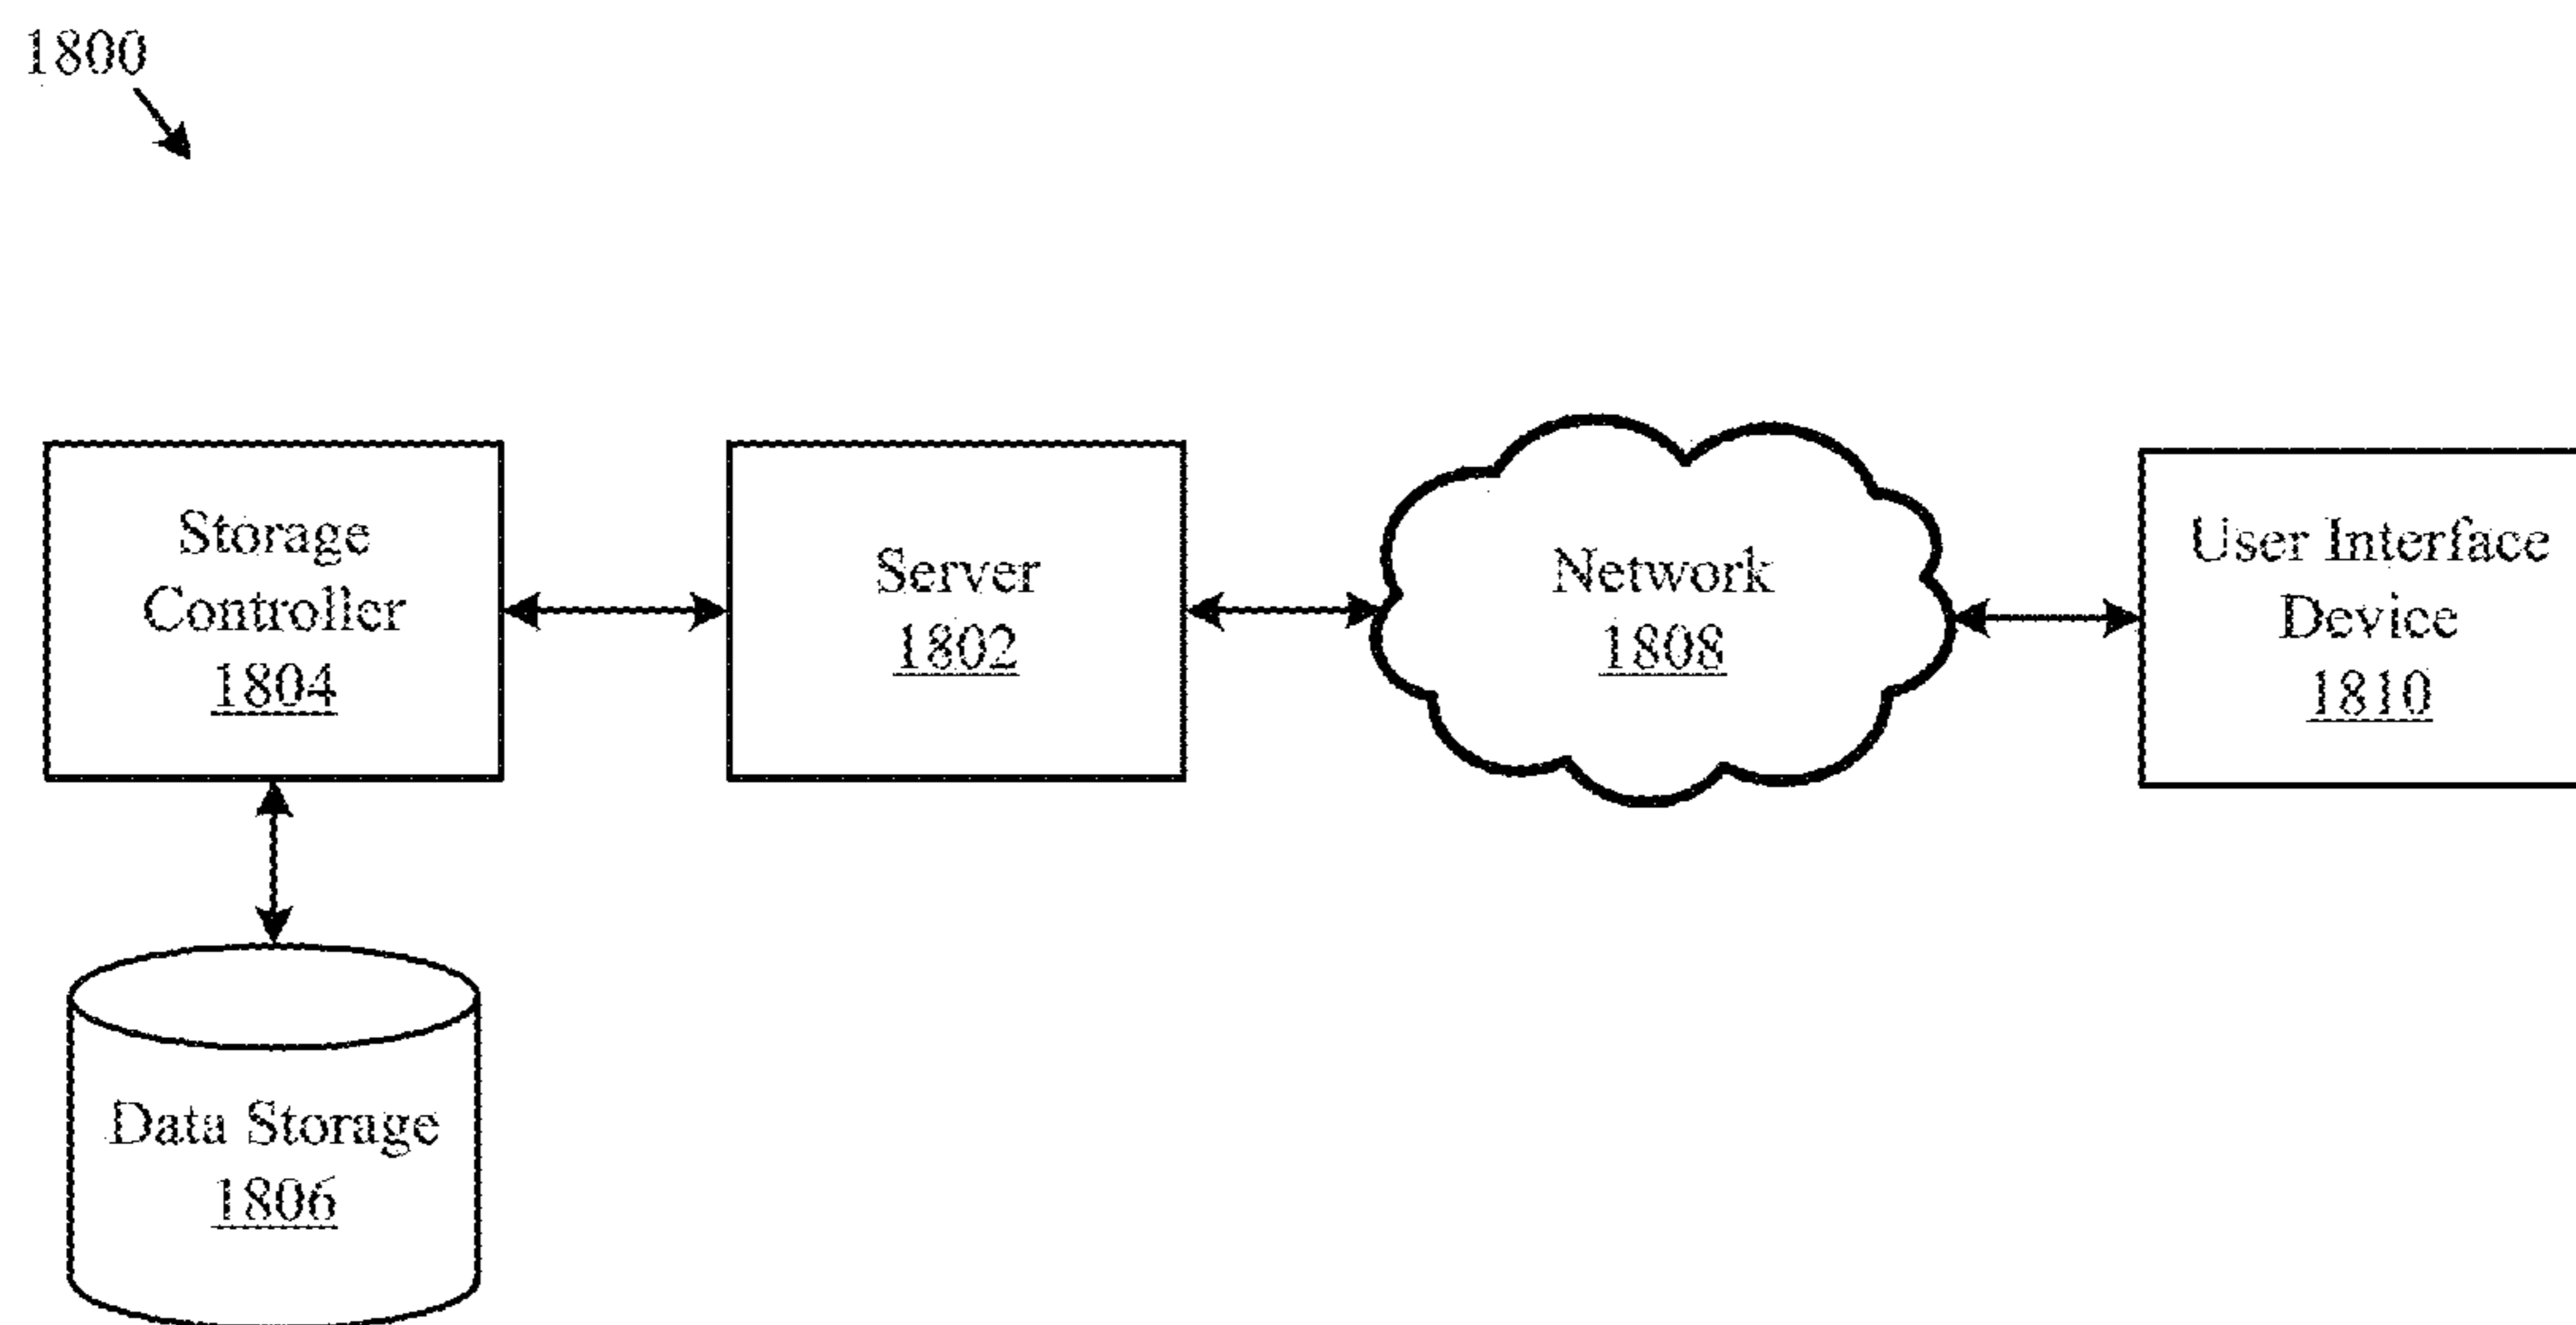 1800
Storage
Controller
1804
Server
1802
Network
1808
User Interface
Device
1810
Data Storage
1806